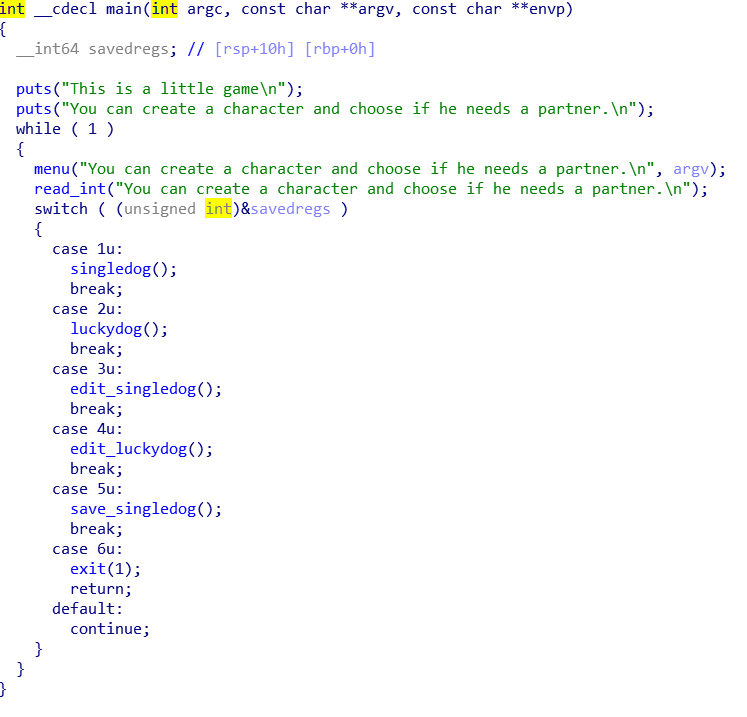 int __cdecl main(int argc, const char **argv, const char **envp)
{
  __int64 savedregs; // [rsp+10h] [rbp+0h]

  puts("This is a little game\n");
  puts("You can create a character and choose if he needs a partner.\n");
  while ( 1 )
  {
    menu("You can create a character and choose if he needs a partner.\n", argv);
    read_int("You can create a character and choose if he needs a partner.\n");
    switch ( (unsigned int)&savedregs )
    {
      case 1u:
        singledog();
        break;
      case 2u:
        luckydog();
        break;
      case 3u:
        edit_singledog();
        break;
      case 4u:
        edit_luckydog();
        break;
      case 5u:
        save_singledog();
        break;
      case 6u:
        exit(1);
        return;
      default:
        continue;
    }
  }
}